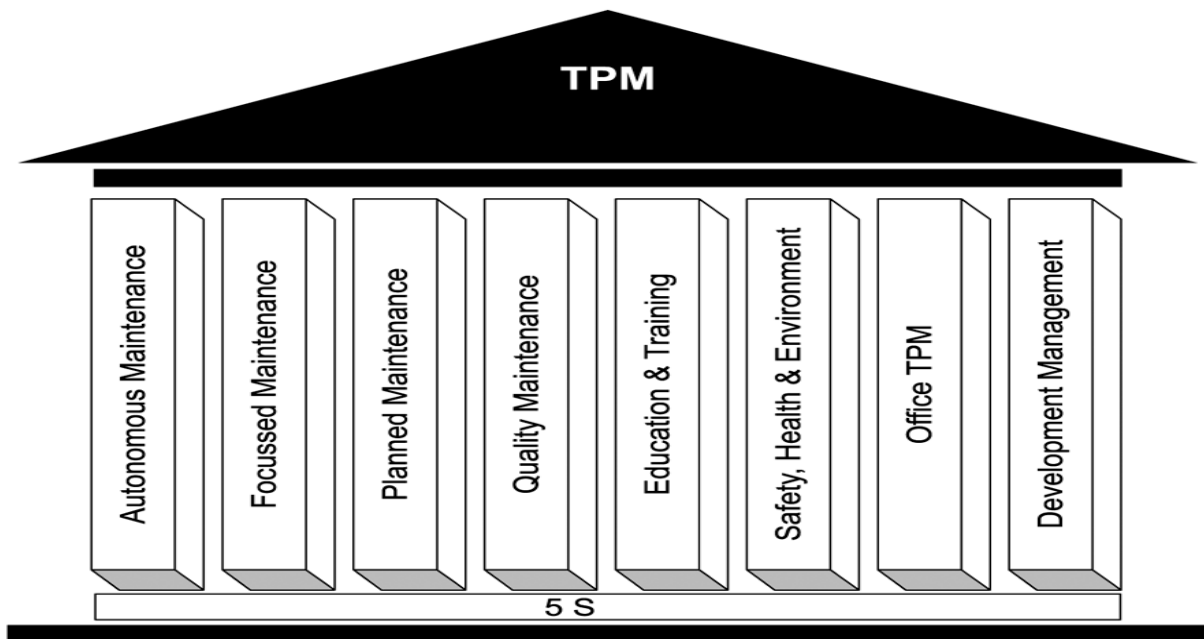 TPM
Autonomous Maintenance
Focussed Maintenance
Planned Maintenance
Quality Maintenance
Education & Training
Safety, Health & Environment
Office TPM
Development Management
5 S